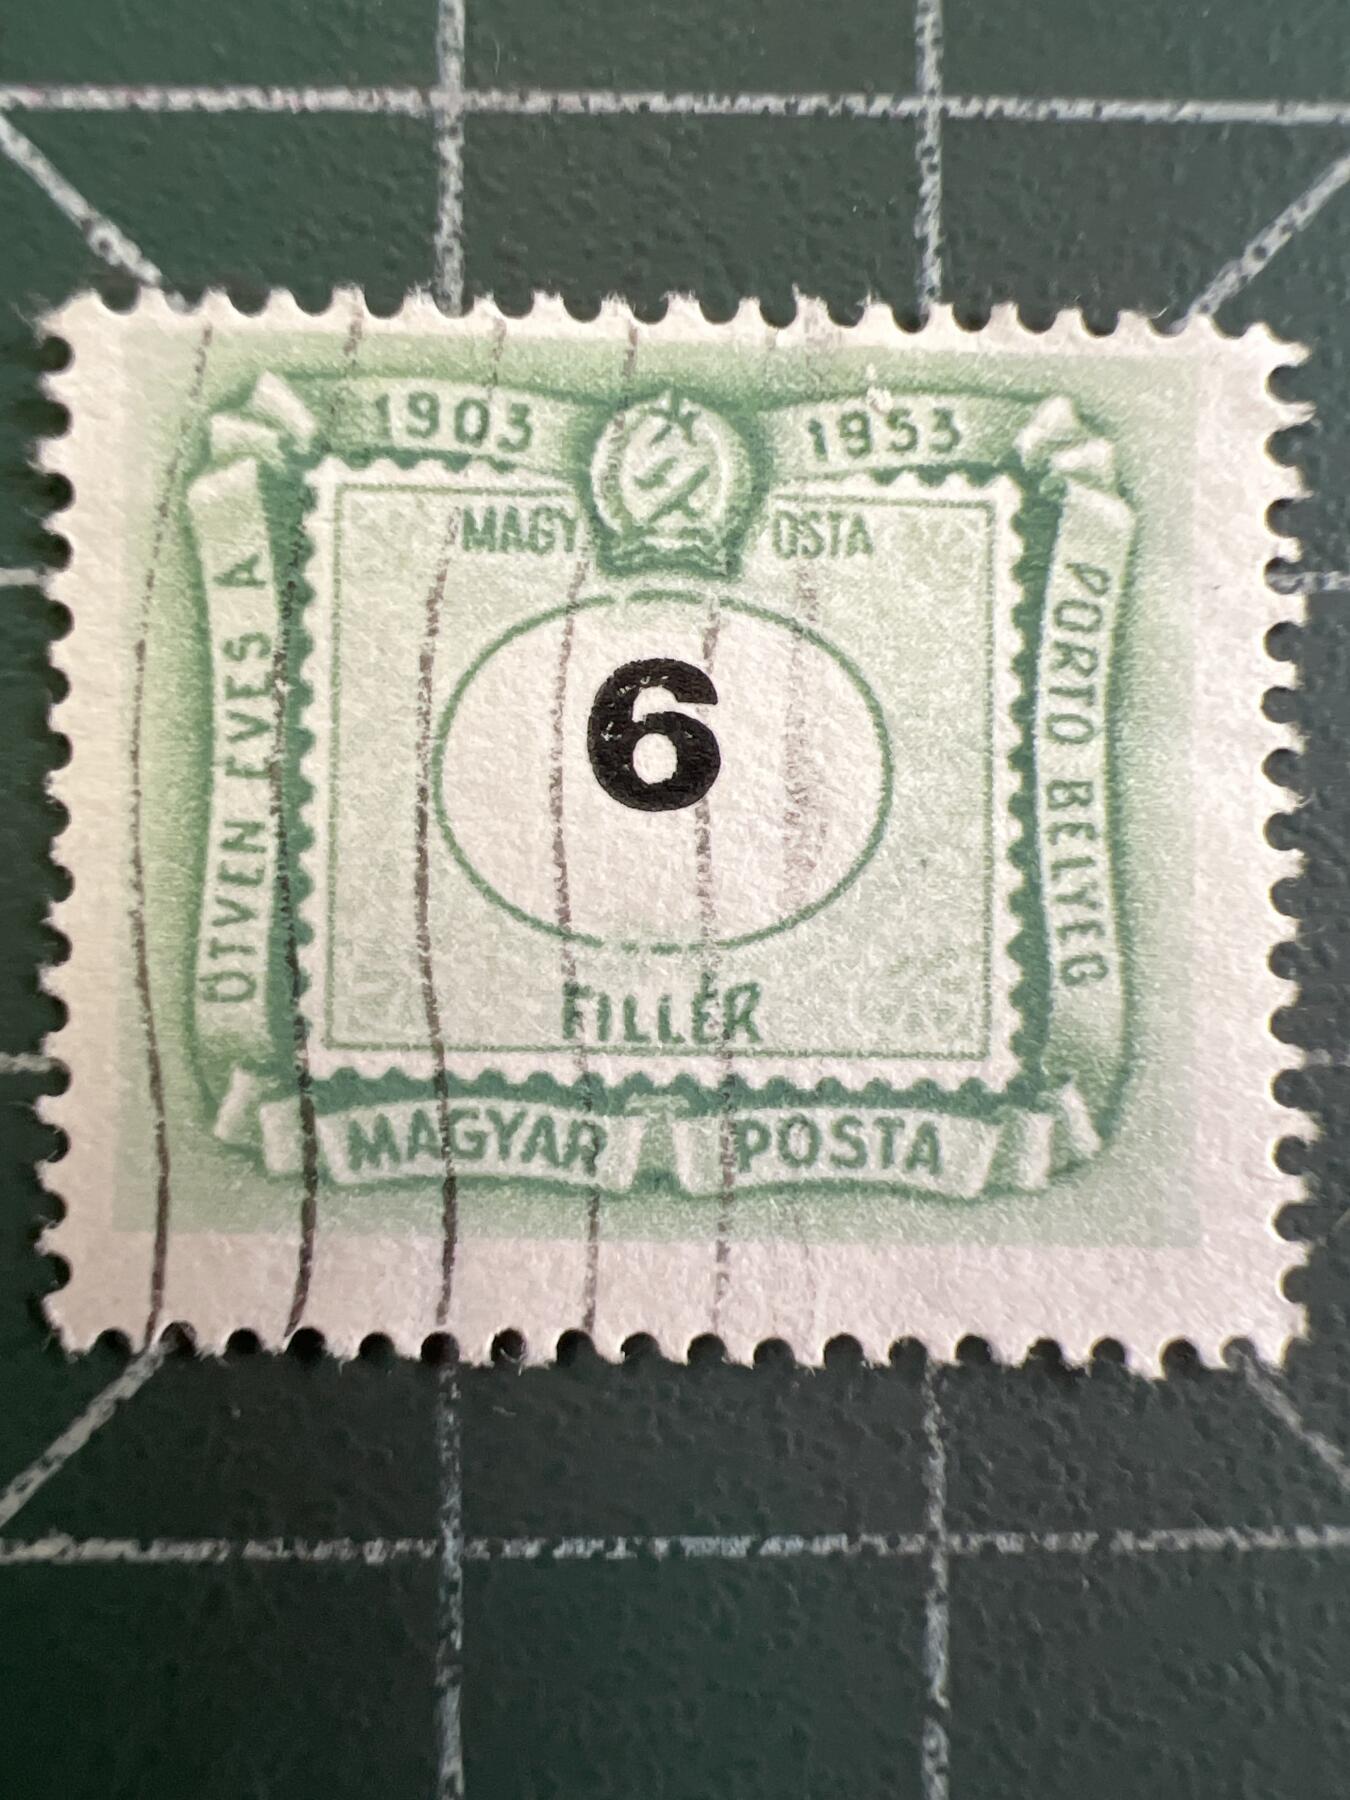 1903 1953
MAGY OSTA
ÖTVEN ÉVES A
PORTO BÉLYEG
6
FILLÉR
MAGYAR POSTA